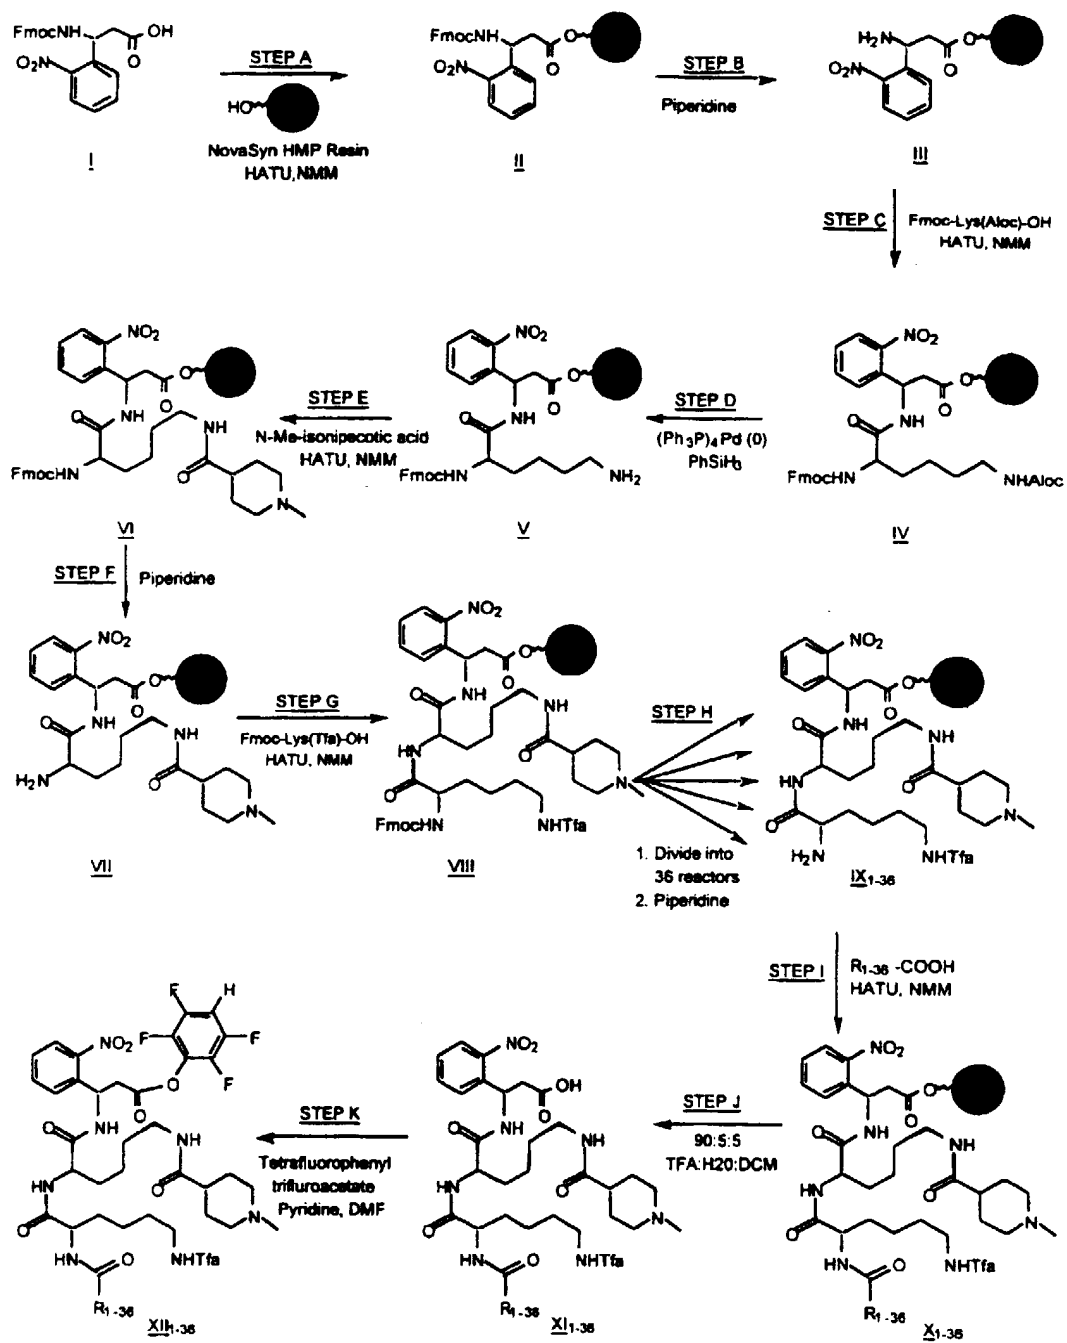 FmocNH
OH
O
O₂N
I
STEP A
HO
NovaSyn HMP Resin
HATU,NMM
FmocNH
O
O
O₂N
II
STEP B
Piperidine
H₂N
O
O
O₂N
III
STEP C
Fmoc-Lys(Aloc)-OH
HATU, NMM
NO₂
O
O
NH
O
FmocHN
NHAloc
IV
STEP D
(Ph₃P)₄Pd (0)
PhSiH₃
NO₂
O
O
NH
O
FmocHN
NH₂
V
STEP E
N-Me-isonipecotic acid
HATU, NMM
NO₂
O
O
NH
O
NH
FmocHN
O
N
VI
STEP F
Piperidine
NO₂
O
O
NH
O
NH
H₂N
O
N
VII
STEP G
Fmoc-Lys(Tfa)-OH
HATU, NMM
NO₂
O
O
NH
O
NH
HN
O
O
N
FmocHN
NHTfa
VIII
STEP H
1. Divide into
36 reactors
2. Piperidine
NO₂
O
O
NH
O
NH
HN
O
O
N
H₂N
NHTfa
IX₁₋₃₆
STEP I
R₁₋₃₆ -COOH
HATU, NMM
NO₂
O
O
NH
O
NH
HN
O
O
N
HN
O
NHTfa
R₁₋₃₆
X₁₋₃₆
STEP J
90:5:5
TFA:H20:DCM
NO₂
OH
O
NH
O
NH
HN
O
O
N
HN
O
NHTfa
R₁₋₃₆
XI₁₋₃₆
STEP K
Tetrafluorophenyl
trifluroacetate
Pyridine, DMF
F
H
F
F
F
NO₂
O
O
NH
O
NH
HN
O
O
N
HN
O
NHTfa
R₁₋₃₆
XII₁₋₃₆